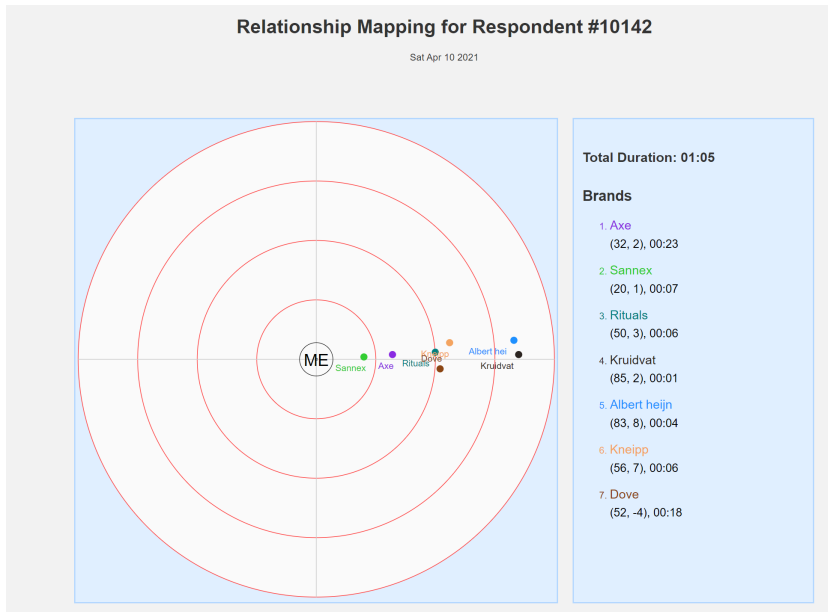 Relationship Mapping for Respondent #10142
Sat Apr 10 2021
ME
Sannex
Axe
Rituals
Kneipp
Dove
Albert hei
Kruidvat
Total Duration: 01:05
Brands
1. Axe
(32, 2), 00:23
2. Sannex
(20, 1), 00:07
3. Rituals
(50, 3), 00:06
4. Kruidvat
(85, 2), 00:01
5. Albert heijn
(83, 8), 00:04
6. Kneipp
(56, 7), 00:06
7. Dove
(52, -4), 00:18